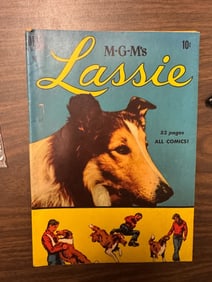 M-G-M's
10¢
Lassie
52 pages
ALL COMICS!